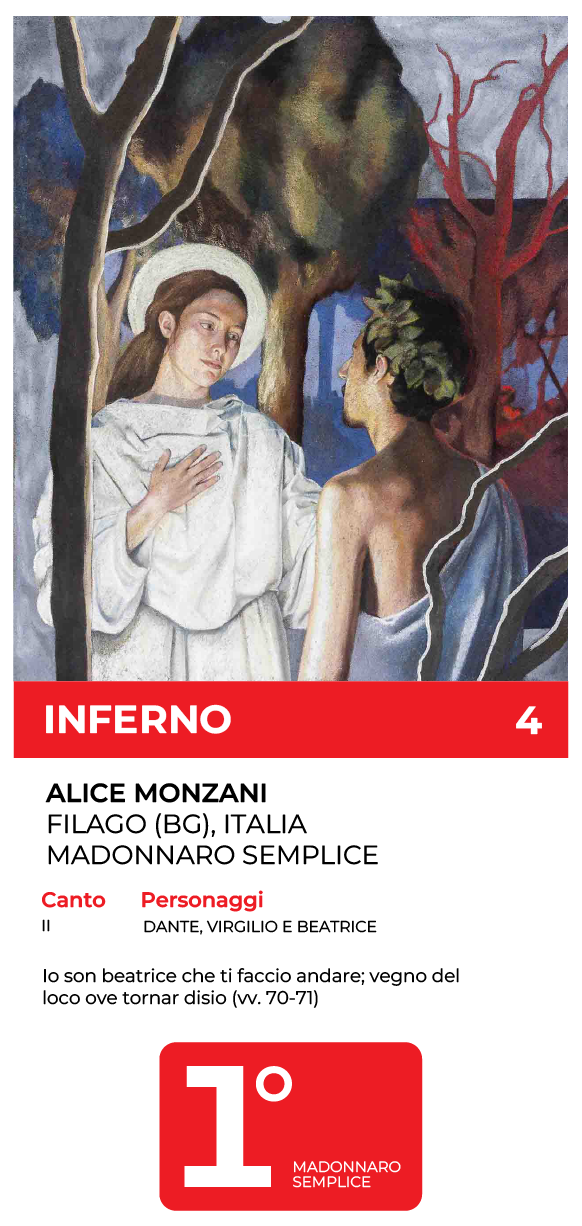 INFERNO 4
ALICE MONZANI
FILAGO (BG), ITALIA
MADONNARO SEMPLICE
Canto Personaggi
II DANTE, VIRGILIO E BEATRICE
Io son beatrice che ti faccio andare; vegno del
loco ove tornar disio (vv. 70-71)
1°
MADONNARO
SEMPLICE